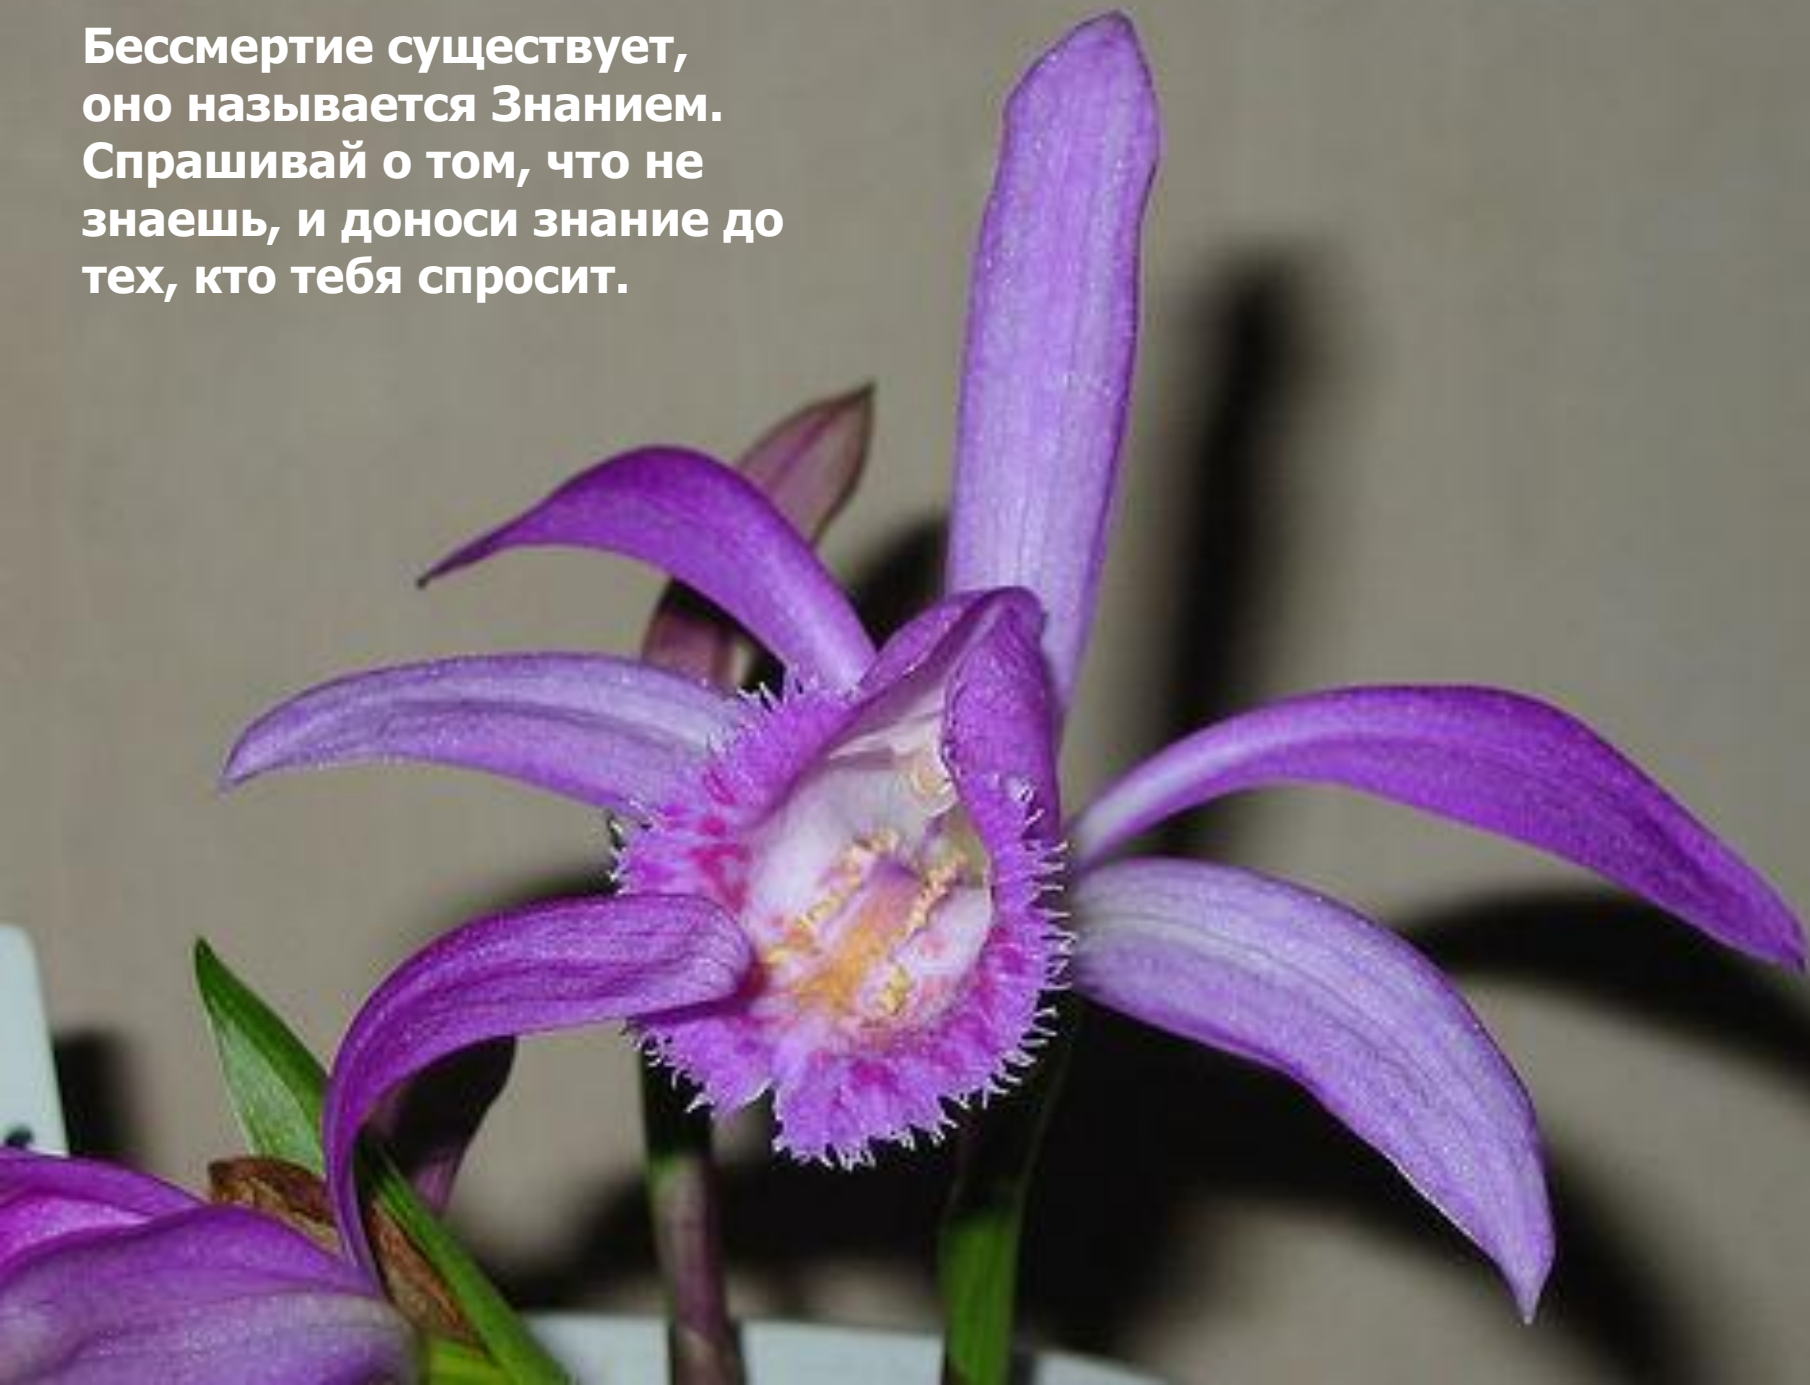 Бессмертие существует,
оно называется Знанием.
Спрашивай о том, что не
знаешь, и доноси знание до
тех, кто тебя спросит.